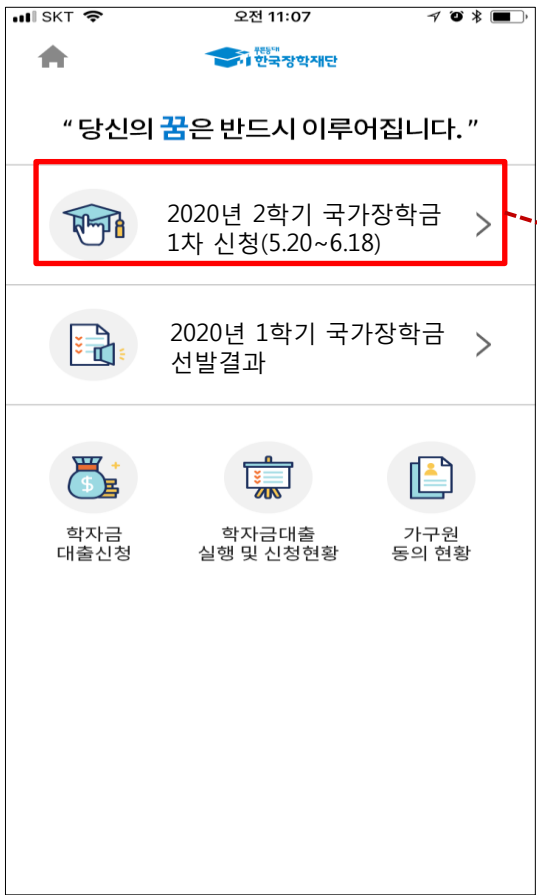 SKT 오전 11:07
푸른등대
한국장학재단
“ 당신의 꿈은 반드시 이루어집니다. ”
2020년 2학기 국가장학금
1차 신청(5.20~6.18)
2020년 1학기 국가장학금
선발결과
학자금
대출신청
학자금대출
실행 및 신청현황
가구원
동의 현황